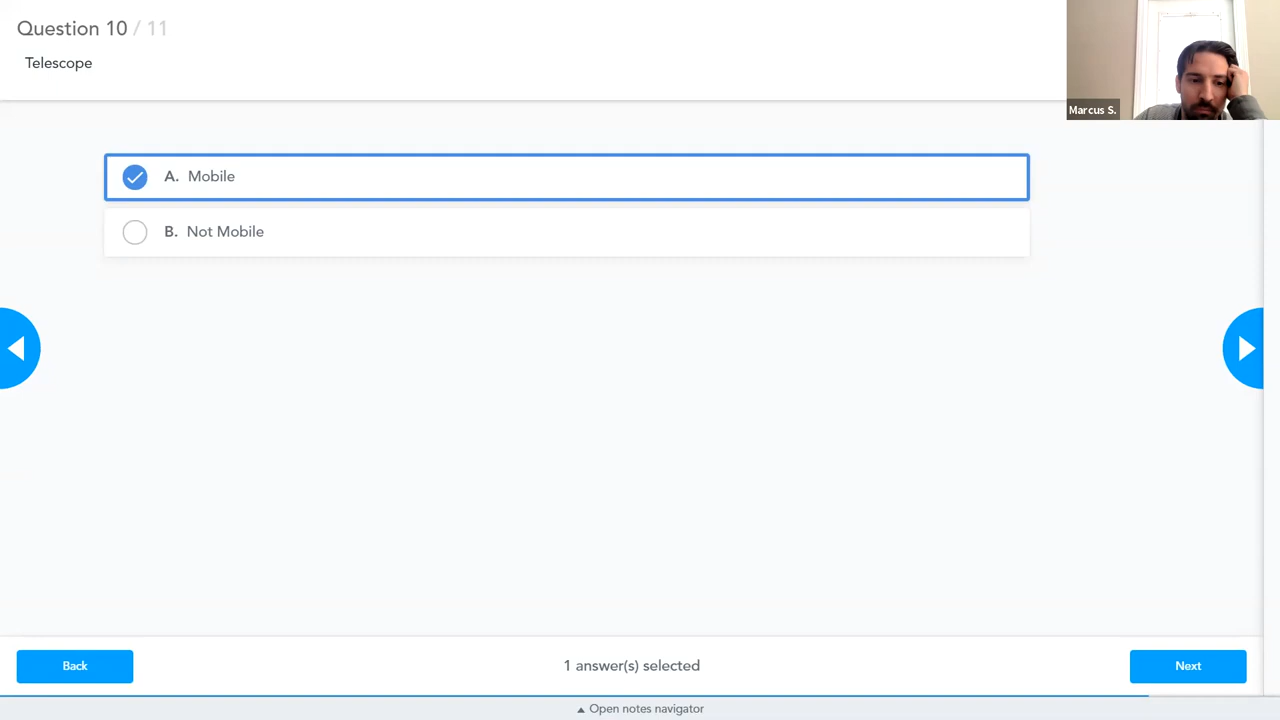 Question 10 / 11
Telescope
Marcus S.
A. Mobile
B. Not Mobile
Back
1 answer(s) selected
Next
Open notes navigator